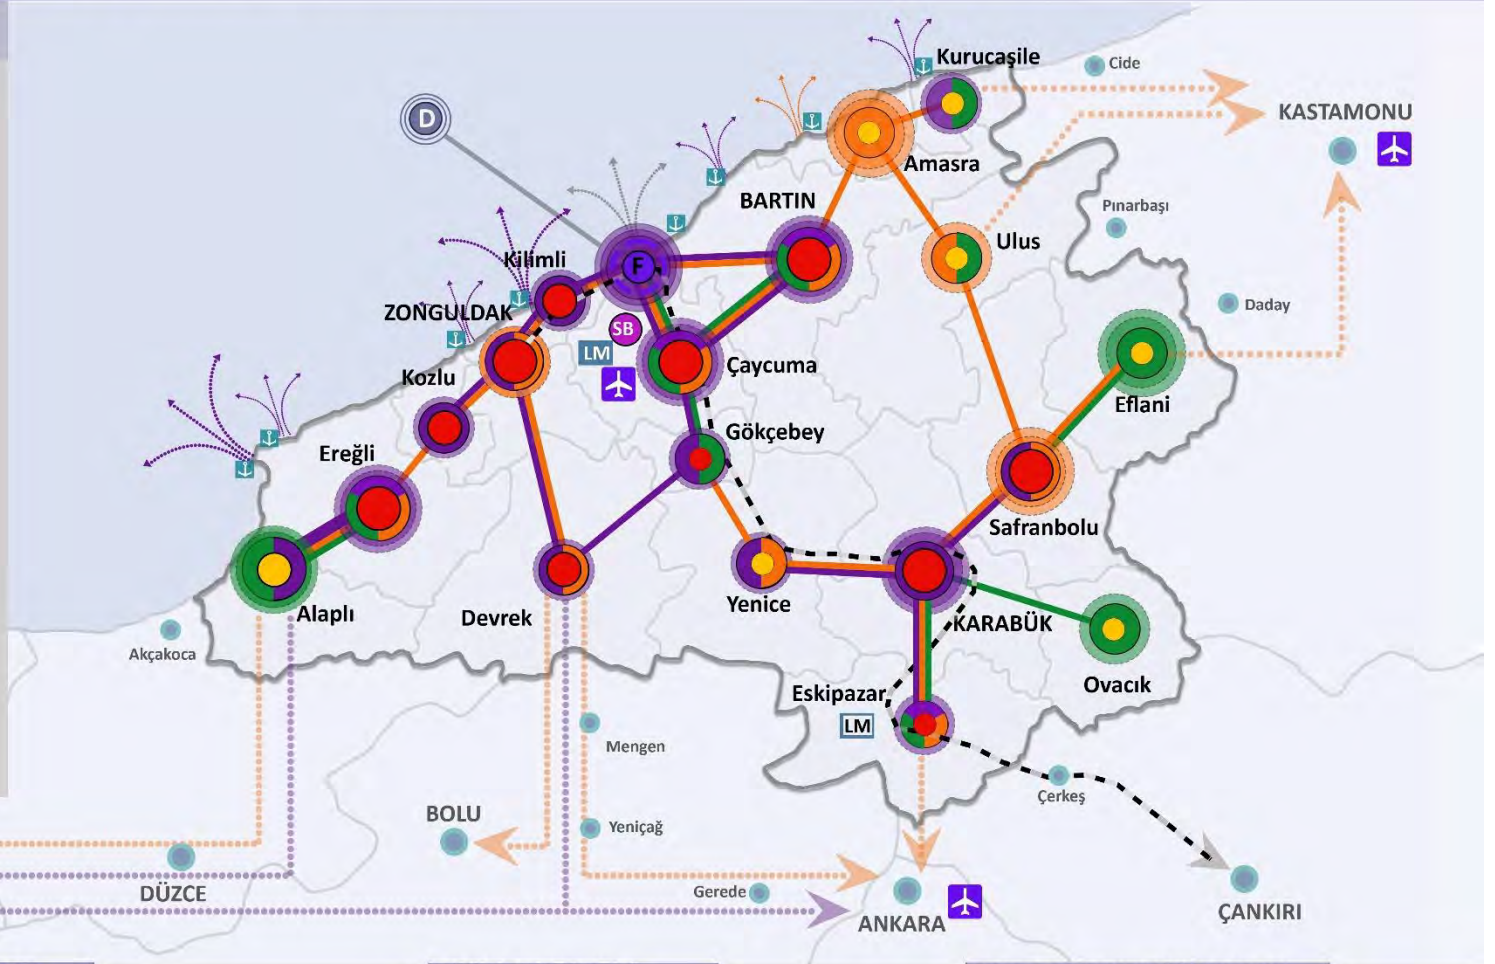 Kurucaşile
Cide
KASTAMONU
D
Amasra
BARTIN
Pınarbaşı
Ulus
Kilimli
F
Daday
ZONGULDAK
SB
LM
Çaycuma
Kozlu
Eflani
Gökçebey
Ereğli
Safranbolu
Alaplı
Devrek
Yenice
KARABÜK
Akçakoca
Ovacık
Eskipazar
LM
Mengen
Çerkeş
BOLU
Yeniçağ
DÜZCE
Gerede
ANKARA
ÇANKIRI